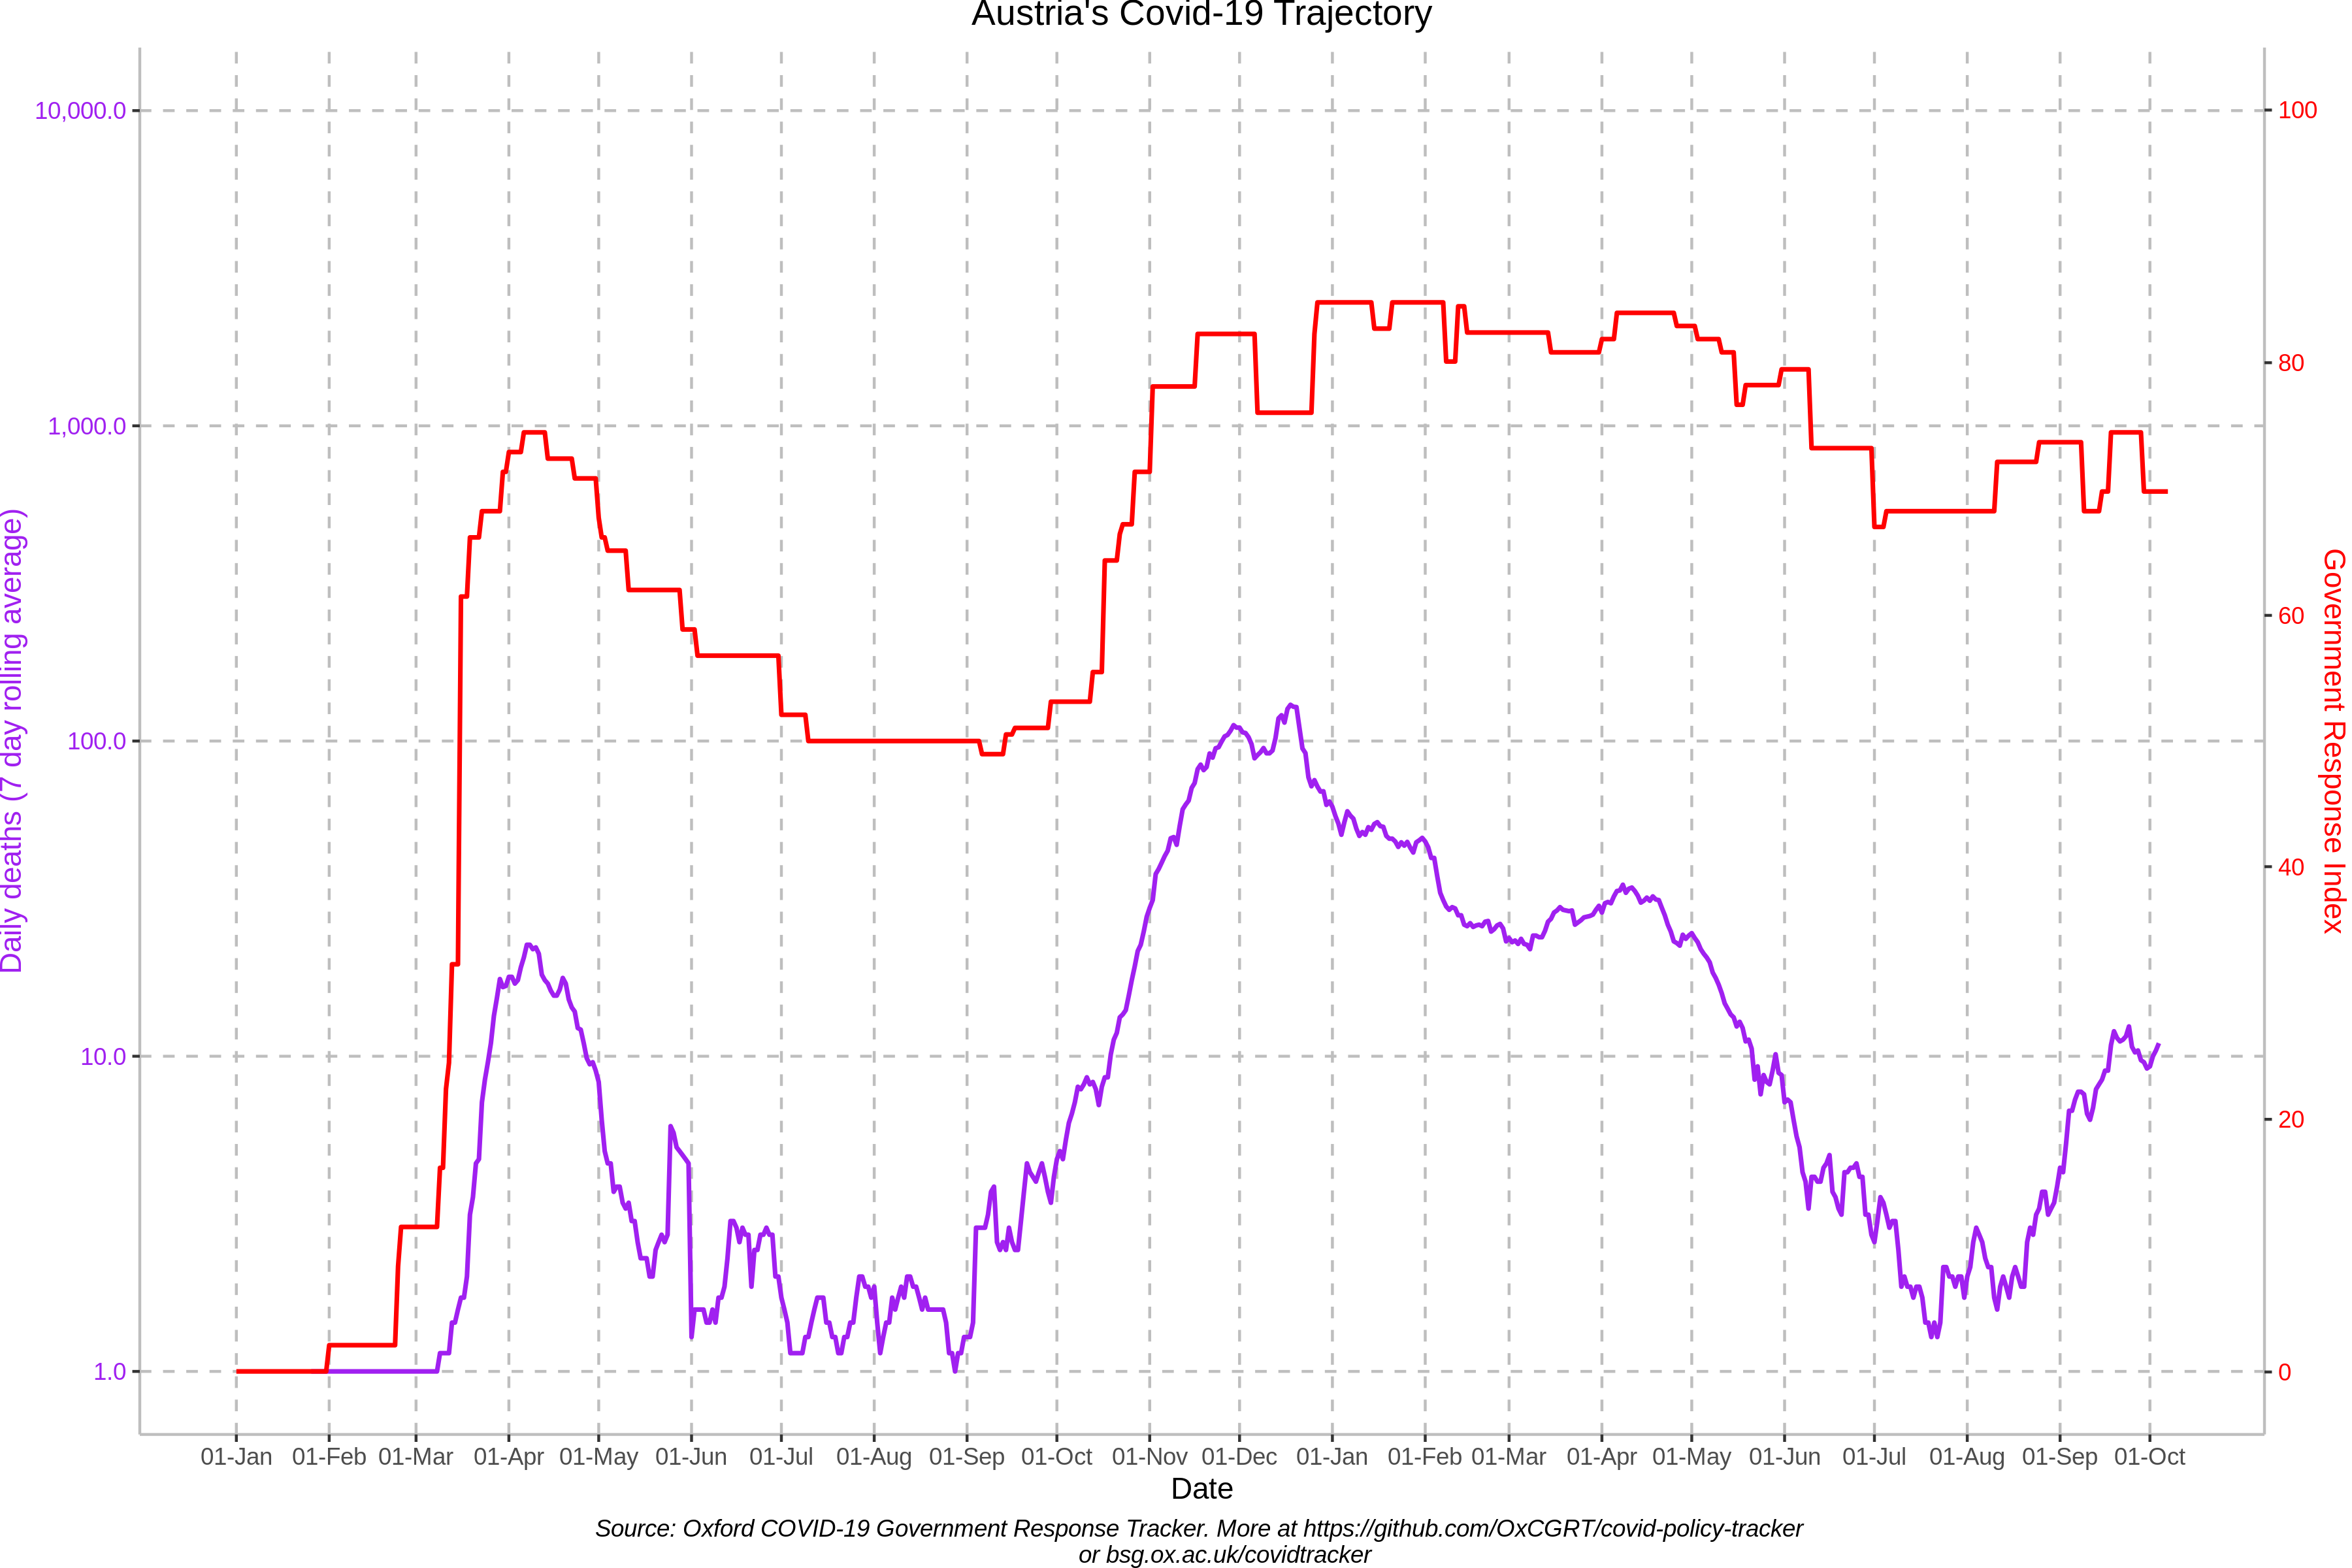 Austria's Covid-19 Trajectory
10,000.0
1,000.0
100.0
10.0
1.0
Daily deaths (7 day rolling average)
100
80
60
40
20
0
Government Response Index
01-Jan 01-Feb 01-Mar 01-Apr 01-May 01-Jun 01-Jul 01-Aug 01-Sep 01-Oct 01-Nov 01-Dec 01-Jan 01-Feb 01-Mar 01-Apr 01-May 01-Jun 01-Jul 01-Aug 01-Sep 01-Oct
Date
Source: Oxford COVID-19 Government Response Tracker. More at https://github.com/OxCGRT/covid-policy-tracker
or bsg.ox.ac.uk/covidtracker